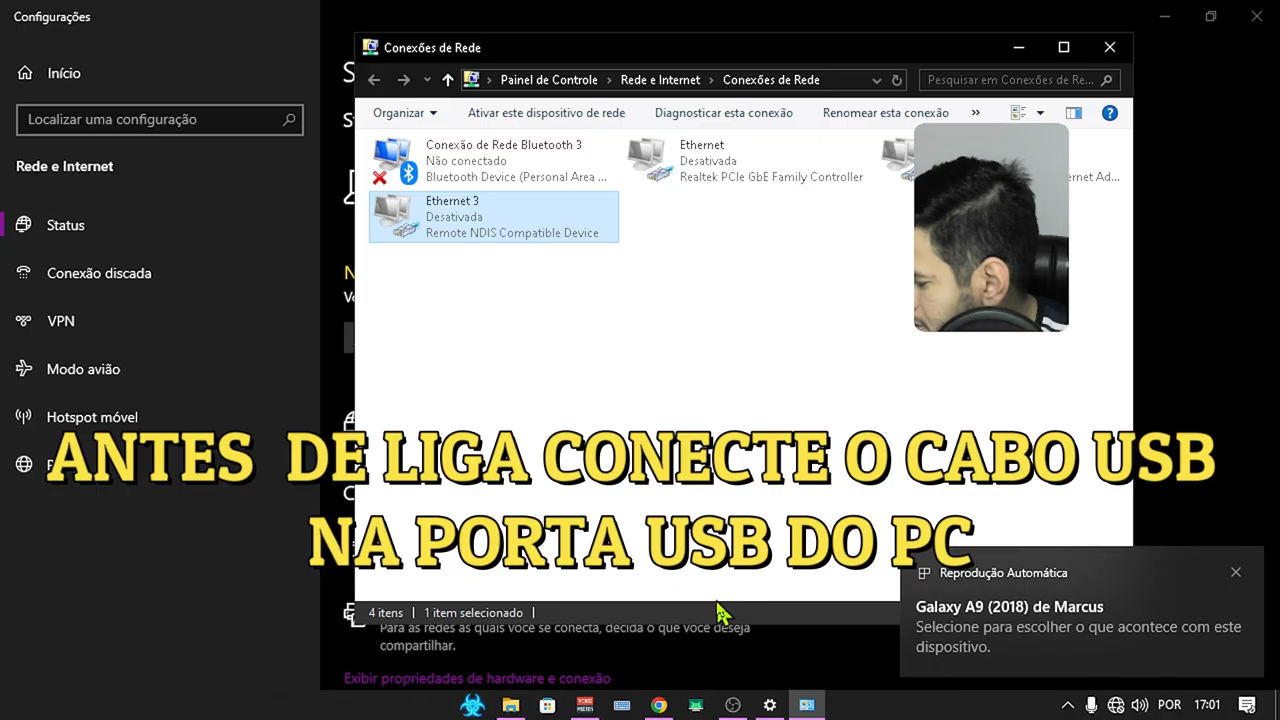 Configurações
Início
Localizar uma configuração
Rede e Internet
Status
Conexão discada
VPN
Modo avião
Hotspot móvel
Conexões de Rede
Painel de Controle
Rede e Internet
Conexões de Rede
Pesquisar em Conexões de Re...
Organizar
Ativar este dispositivo de rede
Diagnosticar esta conexão
Renomear esta conexão
»
Conexão de Rede Bluetooth 3
Não conectado
Bluetooth Device (Personal Area ...
Ethernet
Desativada
Realtek PCIe GbE Family Controller
ernet Ad...
Ethernet 3
Desativada
Remote NDIS Compatible Device
ANTES DE LIGA CONECTE O CABO USB
NA PORTA USB DO PC
4 itens
1 item selecionado
Para as redes às quais você se conecta, decida o que você deseja
compartilhar.
Exibir propriedades de hardware e conexão
Reprodução Automática
Galaxy A9 (2018) de Marcus
Selecione para escolher o que acontece com este
dispositivo.
POR
17:01